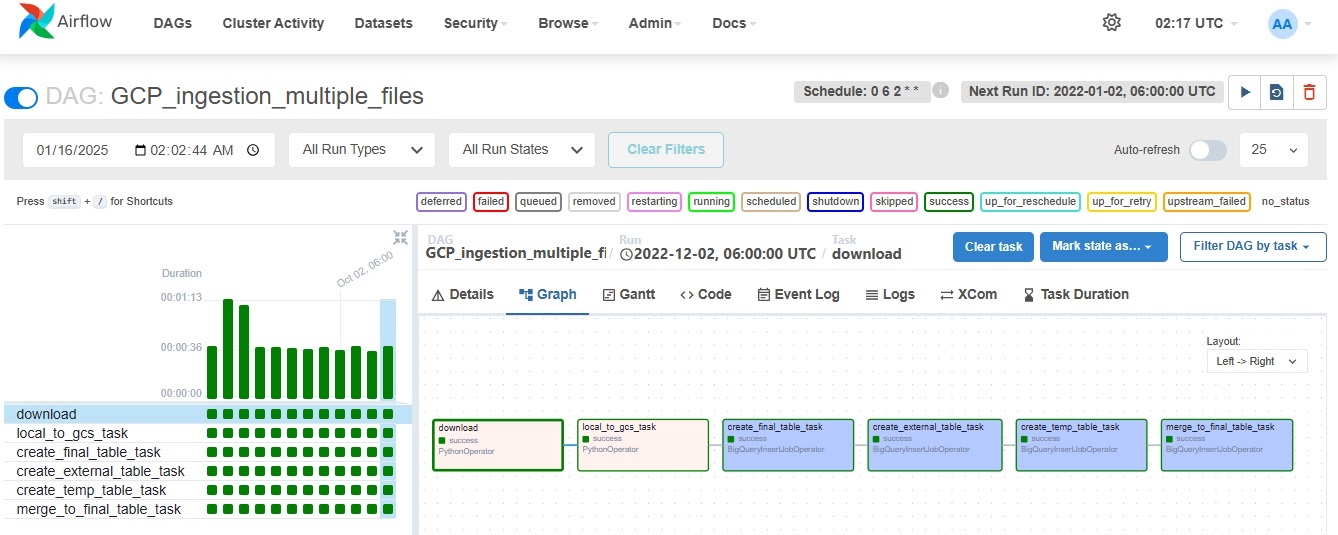 Airflow DAGs Cluster Activity Datasets Security Browse Admin Docs 02:17 UTC AA
DAG: GCP_ingestion_multiple_files Schedule: 0 6 2 * * i Next Run ID: 2022-01-02, 06:00:00 UTC
01/16/2025 02:02:44 AM All Run Types All Run States Clear Filters Auto-refresh 25
Press shift + / for Shortcuts deferred failed queued removed restarting running scheduled shutdown skipped success up_for_reschedule up_for_retry upstream_failed no_status
DAG Run Task
GCP_ingestion_multiple_fi / 2022-12-02, 06:00:00 UTC / download Clear task Mark state as… Filter DAG by task
Details Graph Gantt Code Event Log Logs XCom Task Duration
Oct 02, 06:00
Duration
00:01:13
00:00:36
00:00:00
download
local_to_gcs_task
create_final_table_task
create_external_table_task
create_temp_table_task
merge_to_final_table_task
Layout:
Left -> Right
download
success
PythonOperator
local_to_gcs_task
success
PythonOperator
create_final_table_task
success
BigQueryInsertJobOperator
create_external_table_task
success
BigQueryInsertJobOperator
create_temp_table_task
success
BigQueryInsertJobOperator
merge_to_final_table_task
success
BigQueryInsertJobOperator